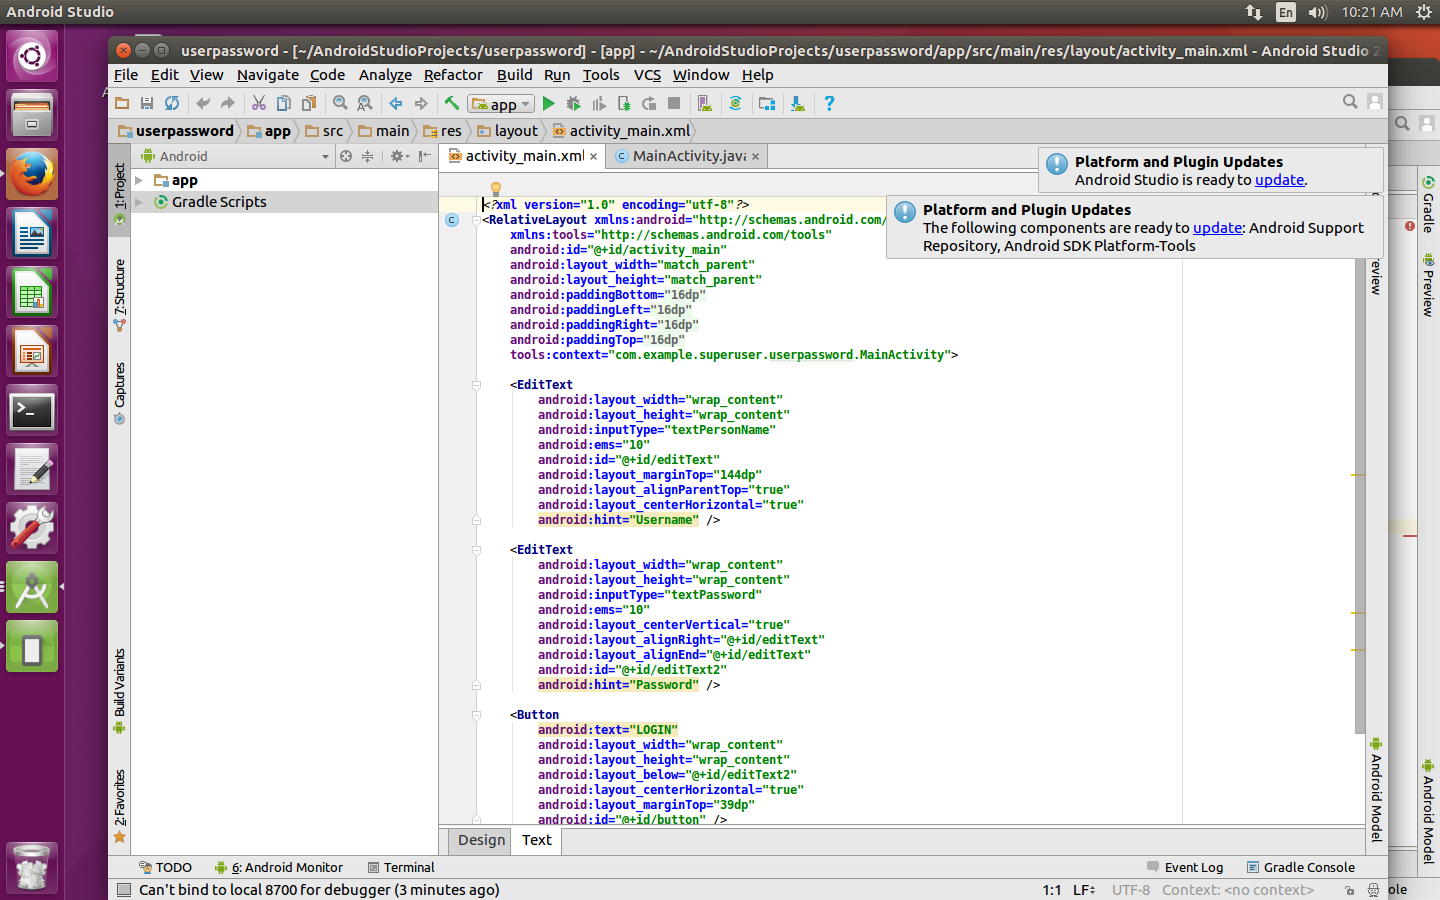 Android Studio
En
10:21 AM
userpassword - [~/AndroidStudioProjects/userpassword] - [app] - ~/AndroidStudioProjects/userpassword/app/src/main/res/layout/activity_main.xml - Android Studio 2
File Edit View Navigate Code Analyze Refactor Build Run Tools VCS Window Help
app
userpassword app src main res layout activity_main.xml
Android
activity_main.xml
MainActivity.java
app
Gradle Scripts
1: Project
7: Structure
Captures
Build Variants
2: Favorites
Platform and Plugin Updates
Android Studio is ready to update.
Platform and Plugin Updates
The following components are ready to update: Android Support
Repository, Android SDK Platform-Tools
<?xml version="1.0" encoding="utf-8"?>
<RelativeLayout xmlns:android="http://schemas.android.com/
xmlns:tools="http://schemas.android.com/tools"
android:id="@+id/activity_main"
android:layout_width="match_parent"
android:layout_height="match_parent"
android:paddingBottom="16dp"
android:paddingLeft="16dp"
android:paddingRight="16dp"
android:paddingTop="16dp"
tools:context="com.example.superuser.userpassword.MainActivity">
<EditText
android:layout_width="wrap_content"
android:layout_height="wrap_content"
android:inputType="textPersonName"
android:ems="10"
android:id="@+id/editText"
android:layout_marginTop="144dp"
android:layout_alignParentTop="true"
android:layout_centerHorizontal="true"
android:hint="Username" />
<EditText
android:layout_width="wrap_content"
android:layout_height="wrap_content"
android:inputType="textPassword"
android:ems="10"
android:layout_centerVertical="true"
android:layout_alignRight="@+id/editText"
android:layout_alignEnd="@+id/editText"
android:id="@+id/editText2"
android:hint="Password" />
<Button
android:text="LOGIN"
android:layout_width="wrap_content"
android:layout_height="wrap_content"
android:layout_below="@+id/editText2"
android:layout_centerHorizontal="true"
android:layout_marginTop="39dp"
android:id="@+id/button" />
Android Model
Gradle
Preview
Android Model
Design Text
TODO 6: Android Monitor Terminal Event Log Gradle Console
Can't bind to local 8700 for debugger (3 minutes ago) 1:1 LF UTF-8 Context: <no context>